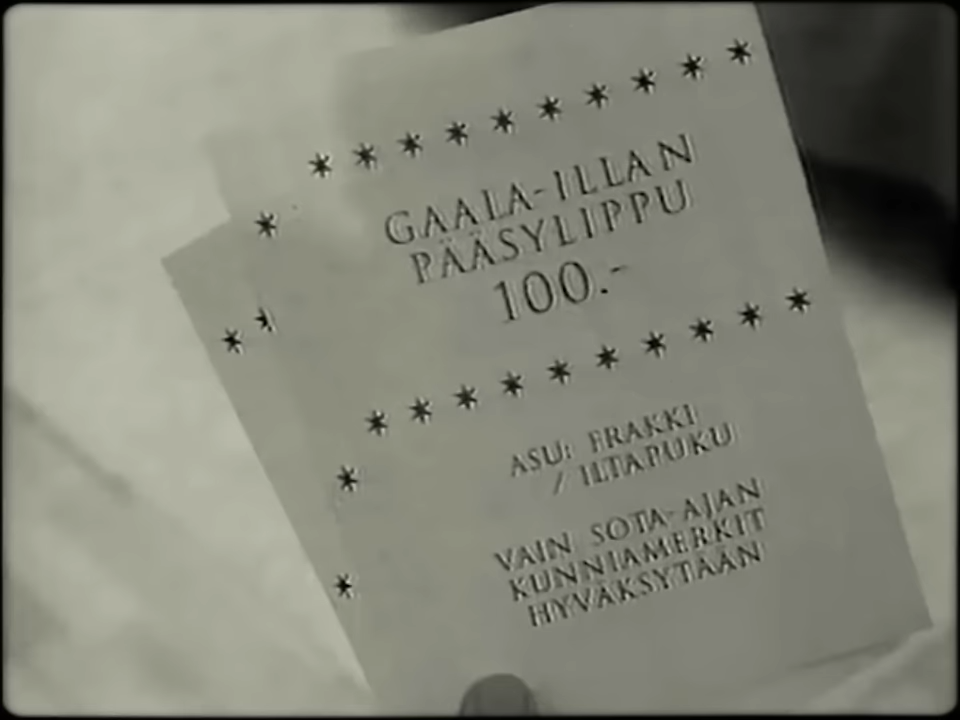 GAALA-ILLAN
PÄÄSYLIPPU
100.-
ASU: FRAKKI
/ ILTAPUKU
VAIN SOTA-AJAN
KUNNIAMERKIT
HYVÄKSYTÄÄN